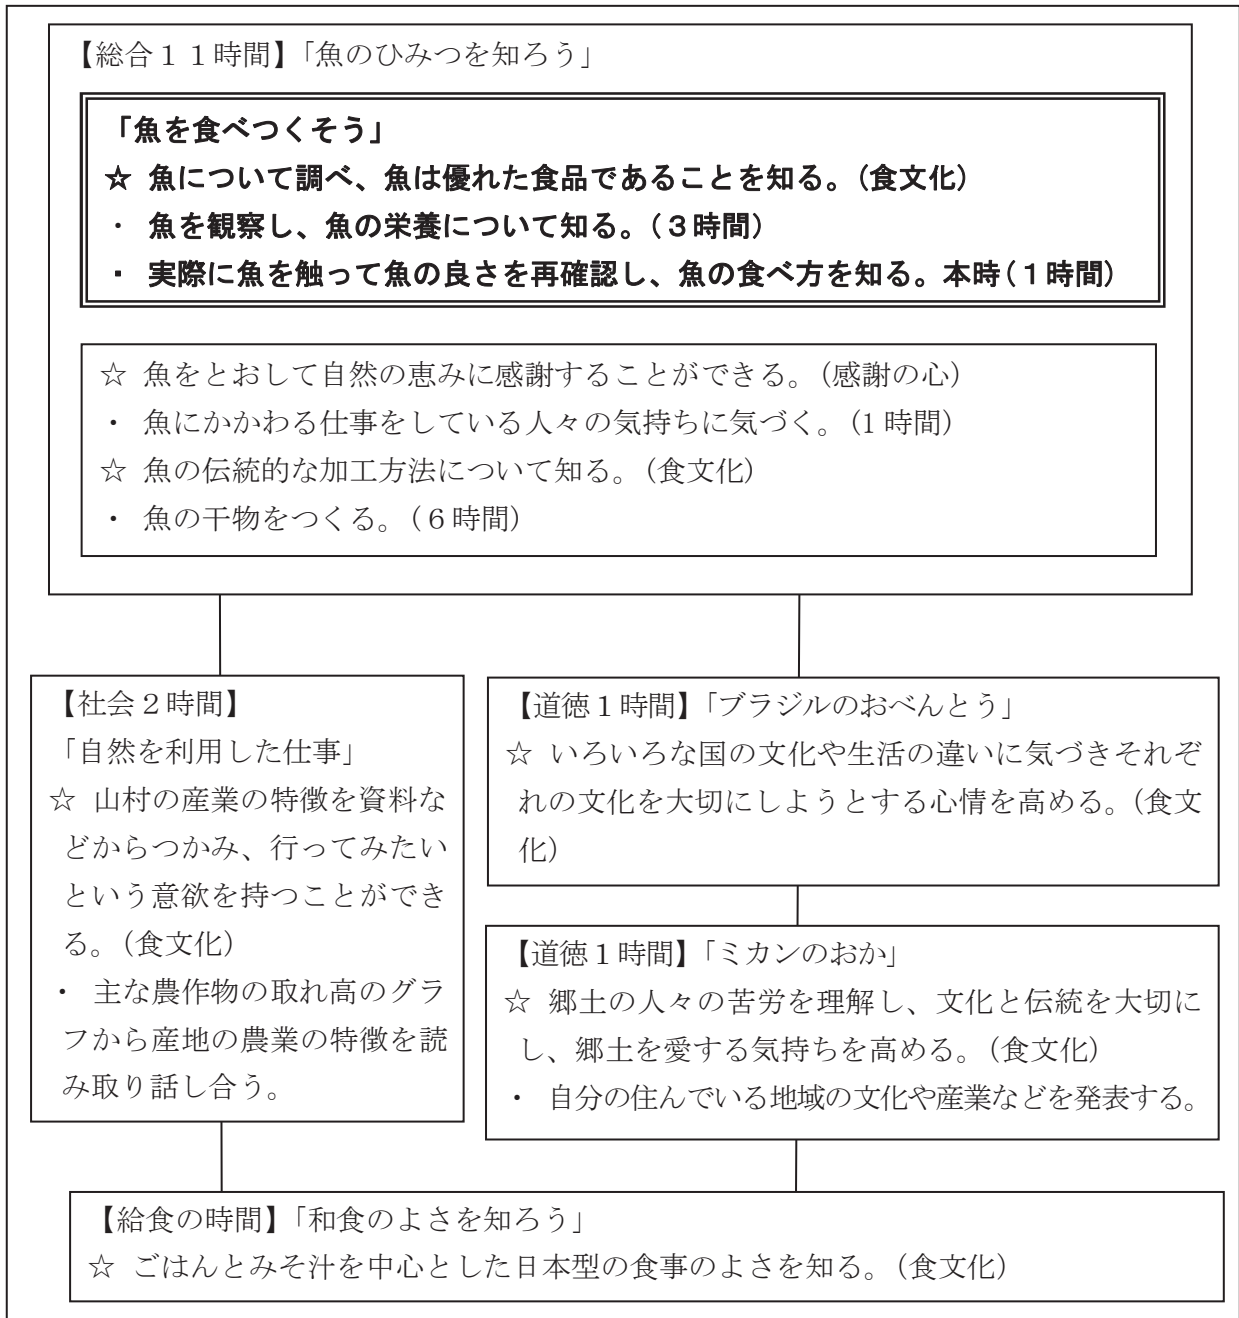 【総合１１時間】「魚のひみつを知ろう」
「魚を食べつくそう」
☆ 魚について調べ、魚は優れた食品であることを知る。（食文化）
・ 魚を観察し、魚の栄養について知る。（３時間）
・ 実際に魚を触って魚の良さを再確認し、魚の食べ方を知る。本時（１時間）
☆ 魚をとおして自然の恵みに感謝することができる。（感謝の心）
・ 魚にかかわる仕事をしている人々の気持ちに気づく。（1 時間）
☆ 魚の伝統的な加工方法について知る。（食文化）
・ 魚の干物をつくる。（６時間）
【社会２時間】
「自然を利用した仕事」
☆ 山村の産業の特徴を資料な
どからつかみ、行ってみたい
という意欲を持つことができ
る。（食文化）
・ 主な農作物の取れ高のグラ
フから産地の農業の特徴を読
み取り話し合う。
【道徳１時間】「ブラジルのおべんとう」
☆ いろいろな国の文化や生活の違いに気づきそれぞ
れの文化を大切にしようとする心情を高める。（食文
化）
【道徳１時間】「ミカンのおか」
☆ 郷土の人々の苦労を理解し、文化と伝統を大切に
し、郷土を愛する気持ちを高める。（食文化）
・ 自分の住んでいる地域の文化や産業などを発表する。
【給食の時間】「和食のよさを知ろう」
☆ ごはんとみそ汁を中心とした日本型の食事のよさを知る。（食文化）